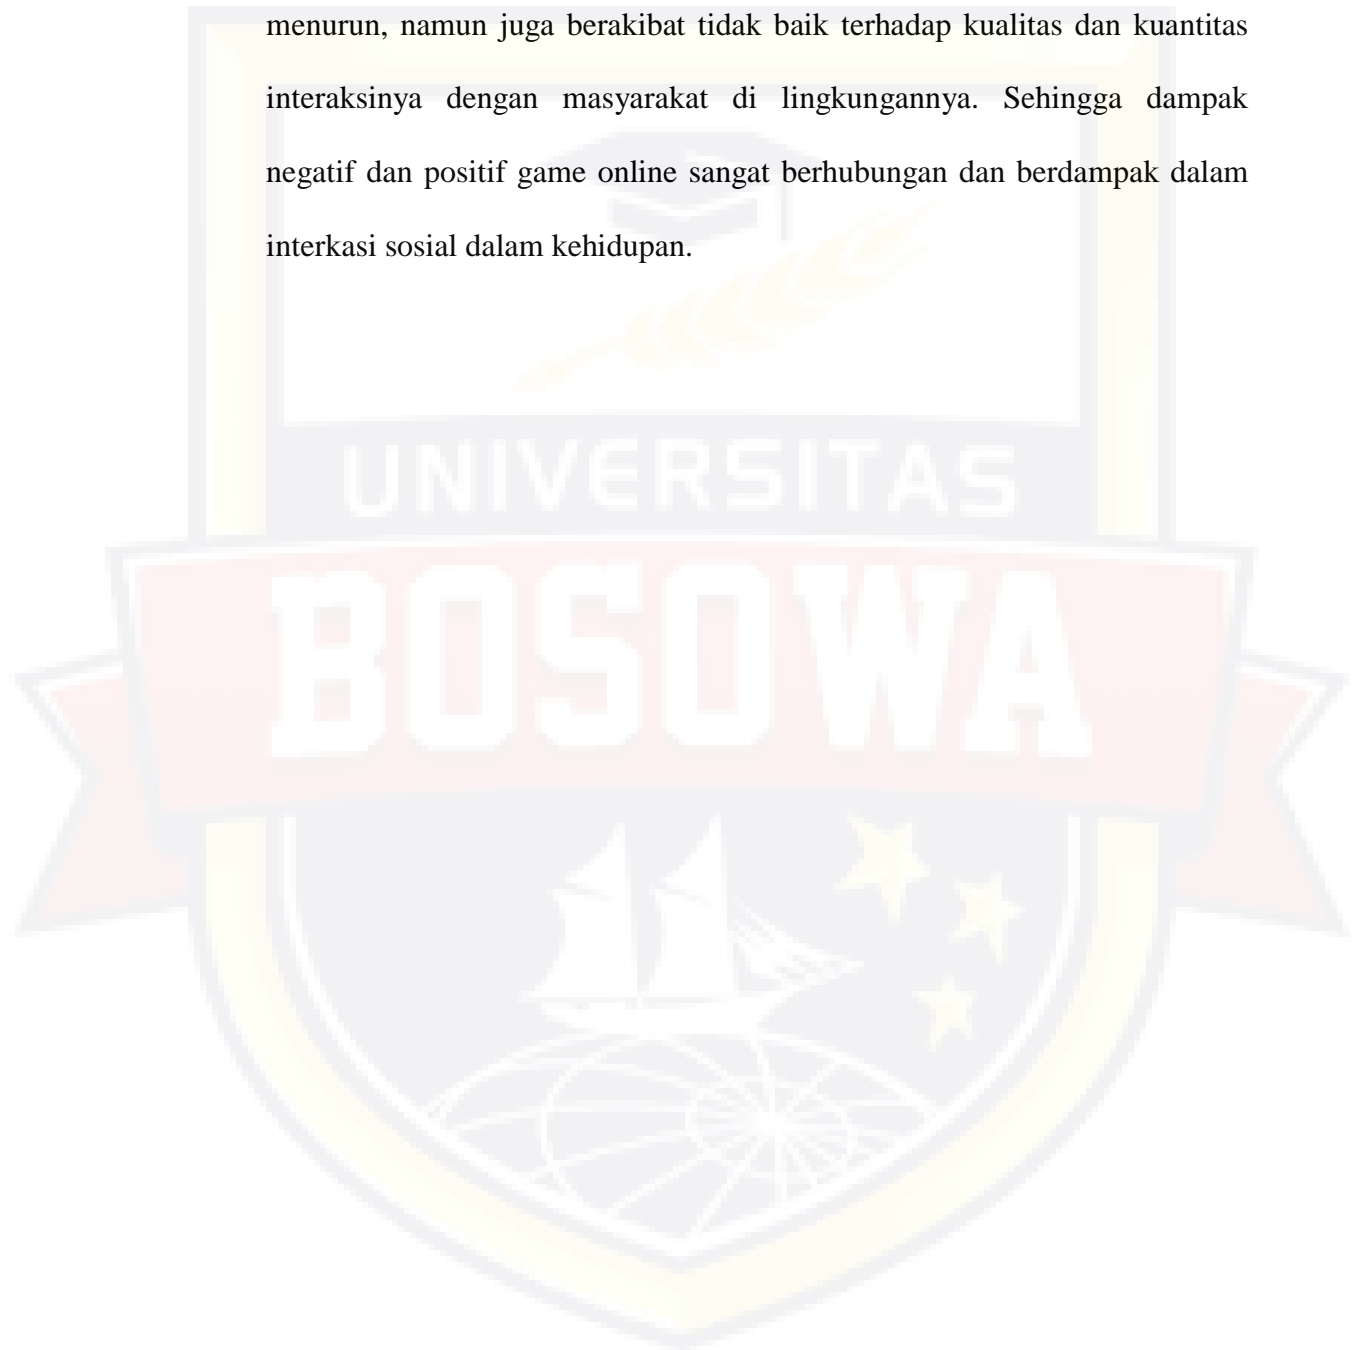 menurun, namun juga berakibat tidak baik terhadap kualitas dan kuantitas
interaksinya dengan masyarakat di lingkungannya. Sehingga dampak
negatif dan positif game online sangat berhubungan dan berdampak dalam
interkasi sosial dalam kehidupan.
UNIVERSITAS
BOSOWA